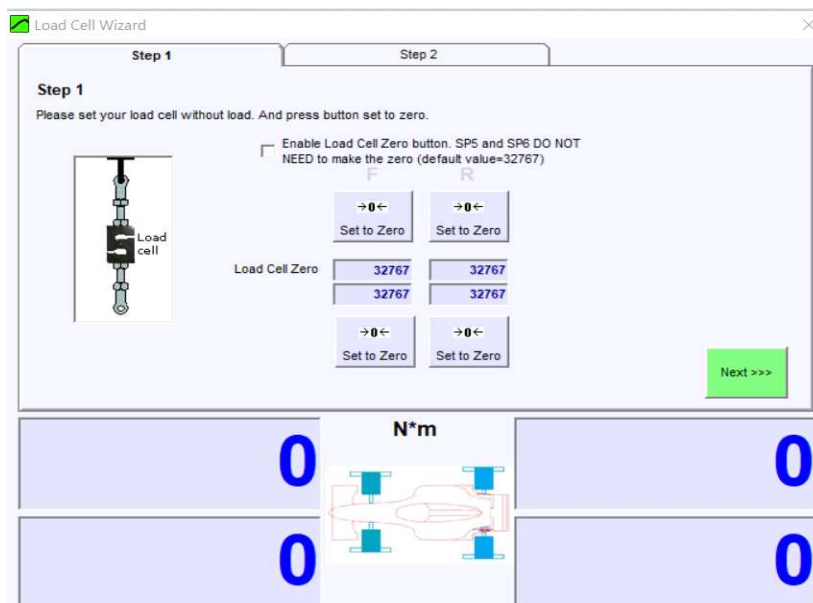 Load Cell Wizard
Step 1
Step 2
Step 1
Please set your load cell without load. And press button set to zero.
Enable Load Cell Zero button. SP5 and SP6 DO NOT
NEED to make the zero (default value=32767)
F R
→0← →0←
Set to Zero Set to Zero
Load
cell
Load Cell Zero 32767 32767
32767 32767
→0← →0←
Set to Zero Set to Zero
Next >>>
N*m
0 0
0 0